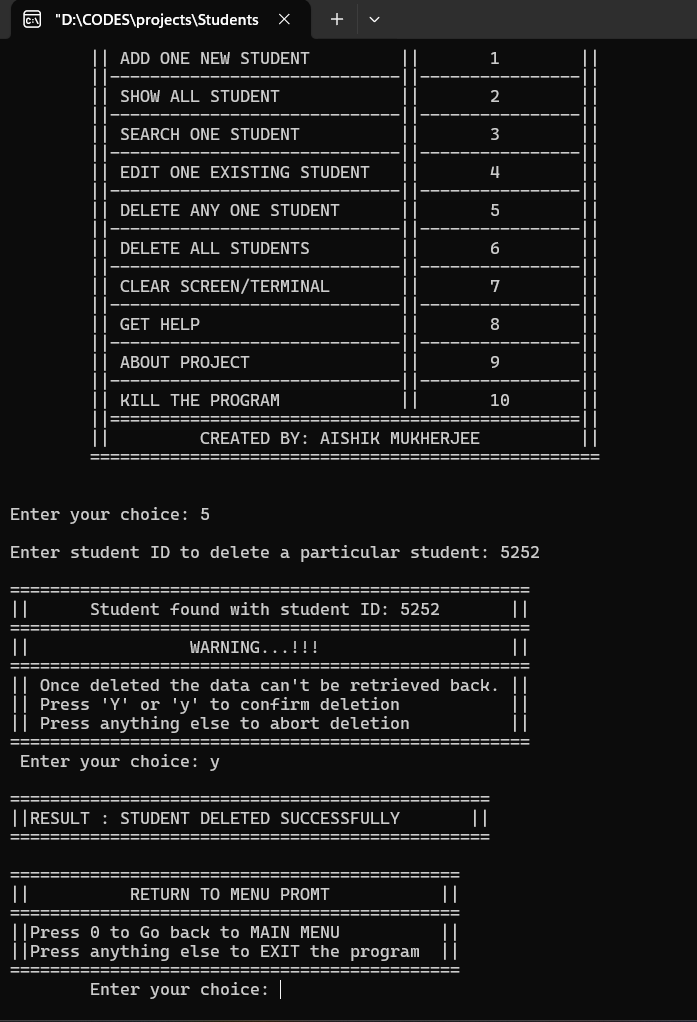 "D:\CODES\projects\Students
|| ADD ONE NEW STUDENT || 1 ||
||-----------------------------||----------------||
|| SHOW ALL STUDENT || 2 ||
||-----------------------------||----------------||
|| SEARCH ONE STUDENT || 3 ||
||-----------------------------||----------------||
|| EDIT ONE EXISTING STUDENT || 4 ||
||-----------------------------||----------------||
|| DELETE ANY ONE STUDENT || 5 ||
||-----------------------------||----------------||
|| DELETE ALL STUDENTS || 6 ||
||-----------------------------||----------------||
|| CLEAR SCREEN/TERMINAL || 7 ||
||-----------------------------||----------------||
|| GET HELP || 8 ||
||-----------------------------||----------------||
|| ABOUT PROJECT || 9 ||
||-----------------------------||----------------||
|| KILL THE PROGRAM || 10 ||
||===============================================||
|| CREATED BY: AISHIK MUKHERJEE ||
===================================================
Enter your choice: 5
Enter student ID to delete a particular student: 5252
====================================================
|| Student found with student ID: 5252 ||
====================================================
|| WARNING...!!! ||
====================================================
|| Once deleted the data can't be retrieved back. ||
|| Press 'Y' or 'y' to confirm deletion ||
|| Press anything else to abort deletion ||
====================================================
Enter your choice: y
================================================
||RESULT : STUDENT DELETED SUCCESSFULLY ||
================================================
=============================================
|| RETURN TO MENU PROMT ||
=============================================
||Press 0 to Go back to MAIN MENU ||
||Press anything else to EXIT the program ||
=============================================
Enter your choice: